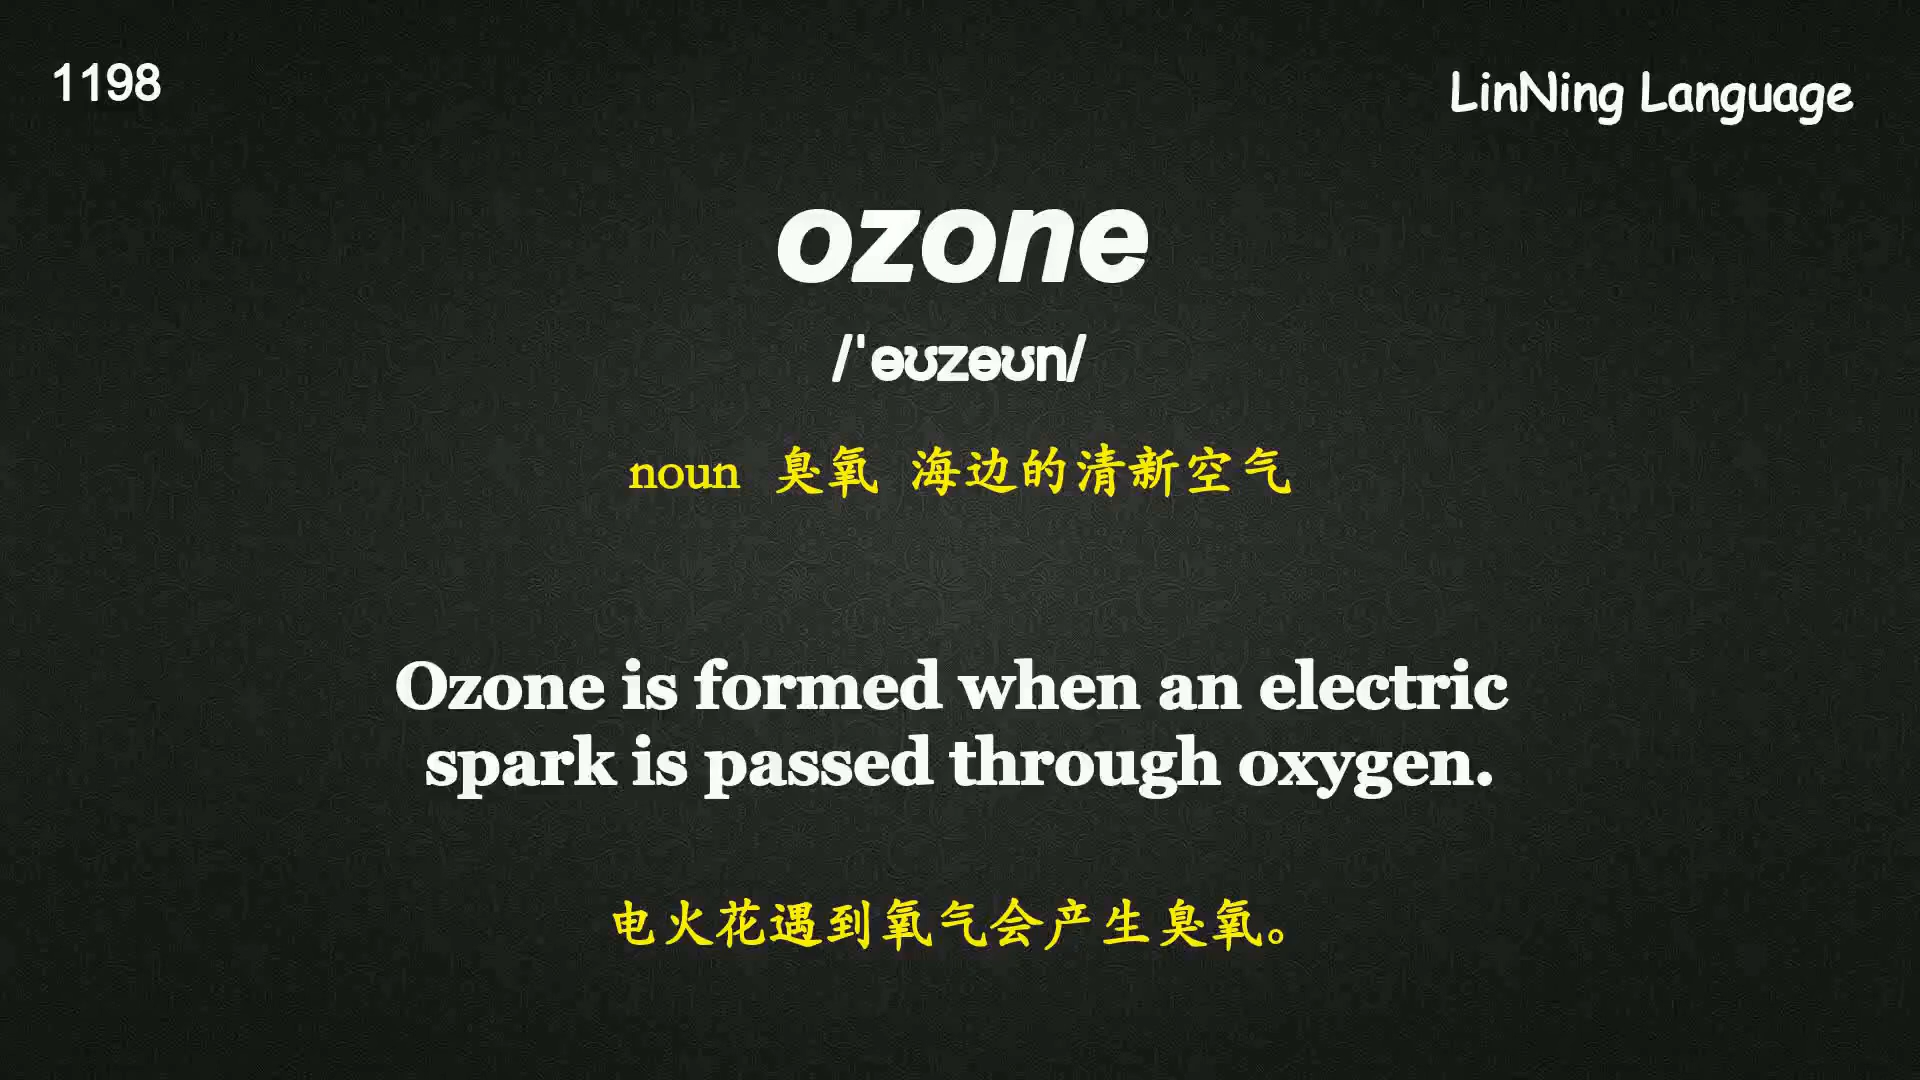 1198
LinNing Language
ozone
/ˈəʊzəʊn/
noun 臭氧 海边的清新空气
Ozone is formed when an electric
spark is passed through oxygen.
电火花遇到氧气会产生臭氧。